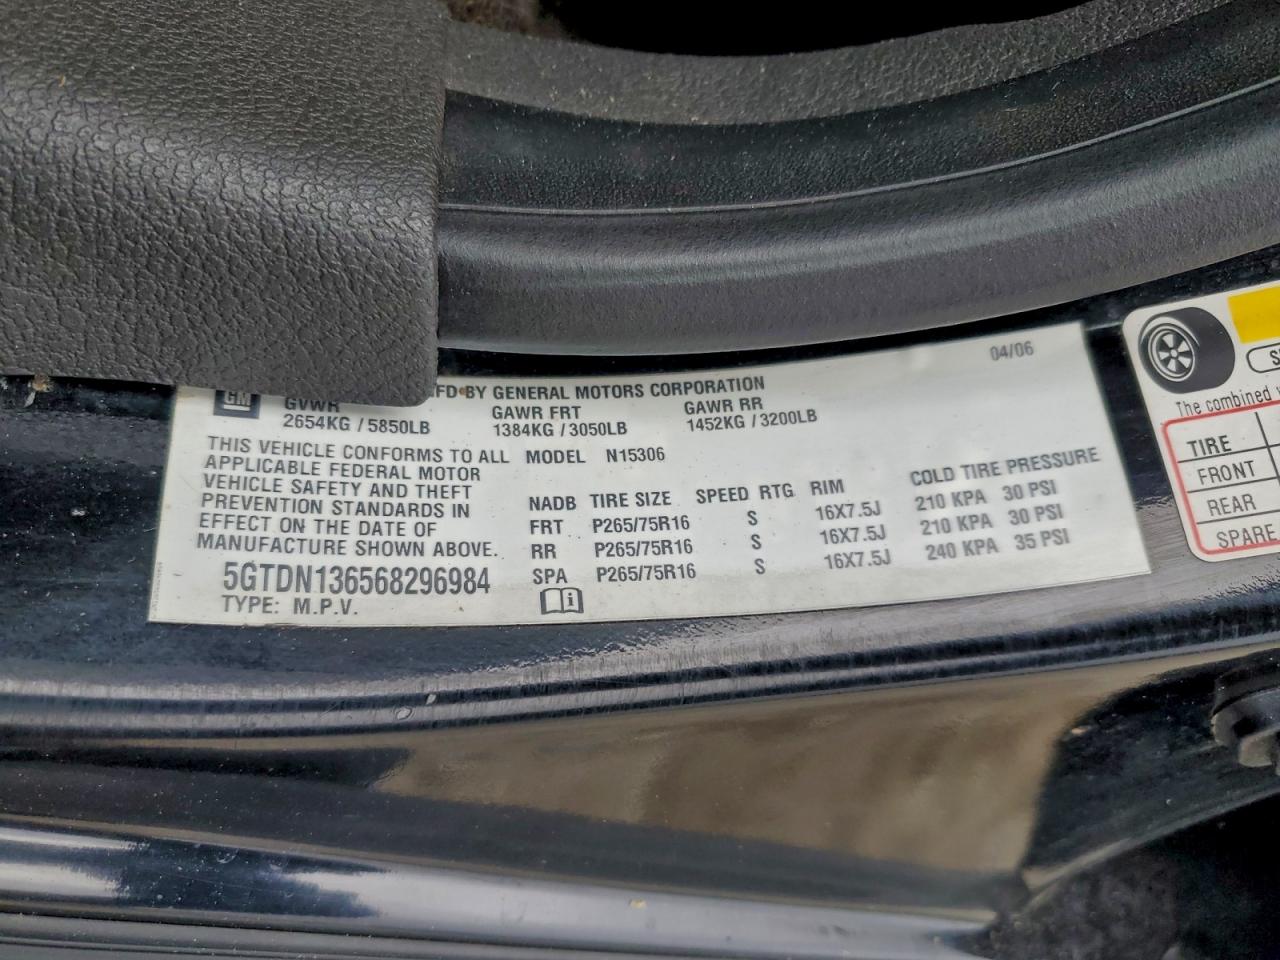 04/06
GM MFD BY GENERAL MOTORS CORPORATION
GVWR GAWR FRT GAWR RR
2654KG / 5850LB 1384KG / 3050LB 1452KG / 3200LB
THIS VEHICLE CONFORMS TO ALL
APPLICABLE FEDERAL MOTOR
VEHICLE SAFETY AND THEFT
PREVENTION STANDARDS IN
EFFECT ON THE DATE OF
MANUFACTURE SHOWN ABOVE.
5GTDN136568296984
TYPE: M.P.V.
MODEL N15306
NADB TIRE SIZE SPEED RTG RIM COLD TIRE PRESSURE
FRT P265/75R16 S 16X7.5J 210 KPA 30 PSI
RR P265/75R16 S 16X7.5J 210 KPA 30 PSI
SPA P265/75R16 S 16X7.5J 240 KPA 35 PSI
The combined
TIRE
FRONT
REAR
SPARE